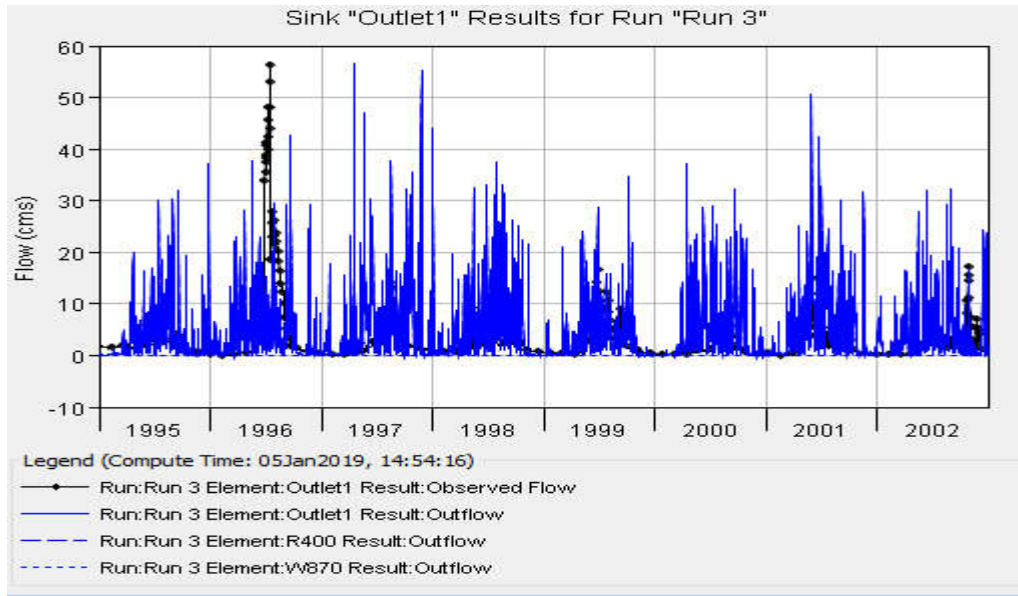 Sink "Outlet1" Results for Run "Run 3"
60
50
40
30
20
10
0
-10
Flow (cms)
1995 1996 1997 1998 1999 2000 2001 2002
Legend (Compute Time: 05Jan2019, 14:54:16)
Run:Run 3 Element:Outlet1 Result:Observed Flow
Run:Run 3 Element:Outlet1 Result:Outflow
Run:Run 3 Element:R400 Result:Outflow
Run:Run 3 Element:W870 Result:Outflow